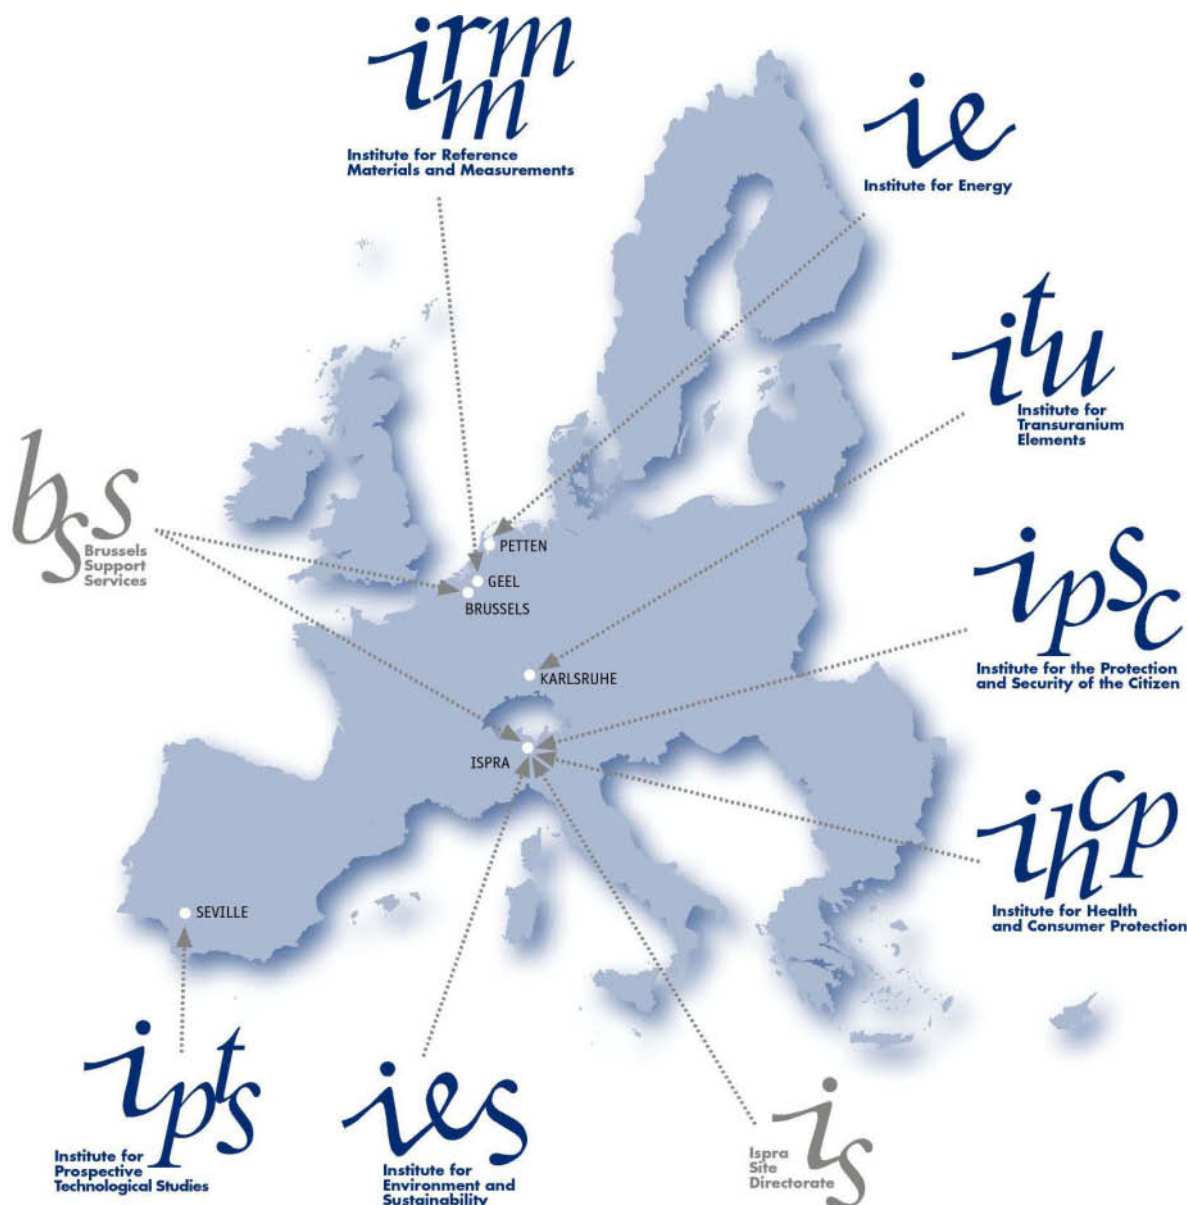 irmm
Institute for Reference
Materials and Measurements
ie
Institute for Energy
itu
Institute for
Transuranium
Elements
bss
Brussels
Support
Services
PETTEN
GEEL
BRUSSELS
ipsc
Institute for the Protection
and Security of the Citizen
KARLSRUHE
ISPRA
ihcp
Institute for Health
and Consumer Protection
SEVILLE
ipts
Institute for
Prospective
Technological Studies
ies
Institute for
Environment and
Sustainability
is
Ispra
Site
Directorate